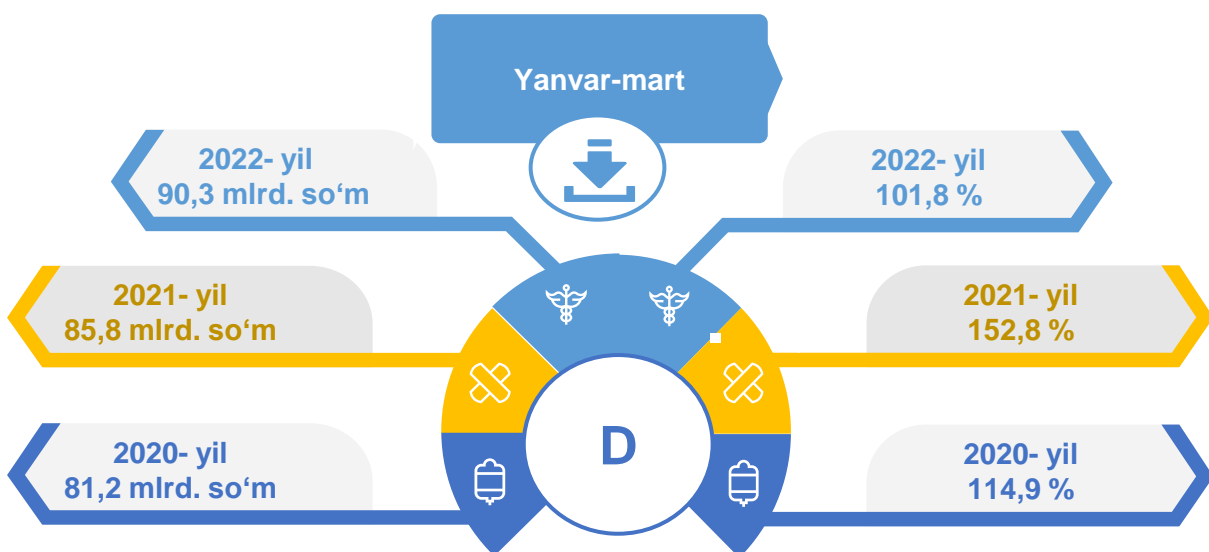 Yanvar-mart
2022- yil
90,3 mlrd. so‘m
2022- yil
101,8 %
2021- yil
85,8 mlrd. so‘m
2021- yil
152,8 %
2020- yil
81,2 mlrd. so‘m
D
2020- yil
114,9 %